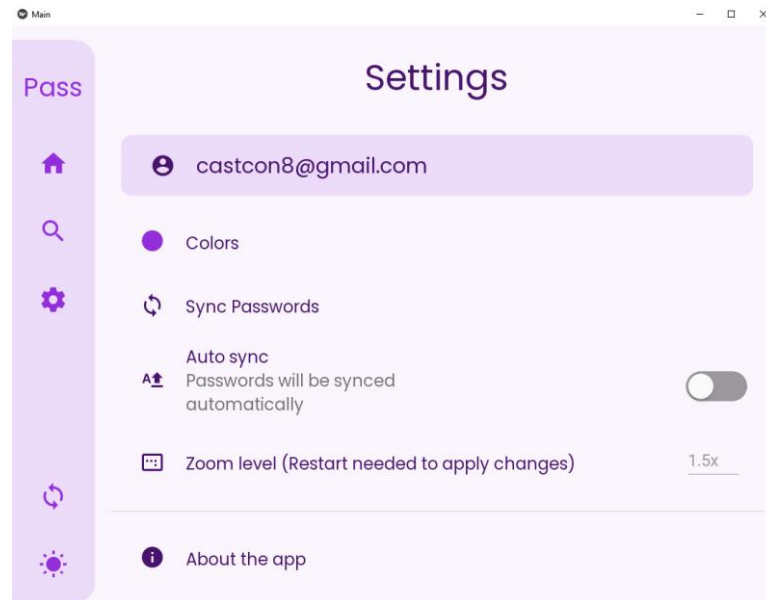 Main
Pass
Settings
castcon8@gmail.com
Colors
Sync Passwords
Auto sync
Passwords will be synced
automatically
A
Zoom level (Restart needed to apply changes)
1.5x
About the app